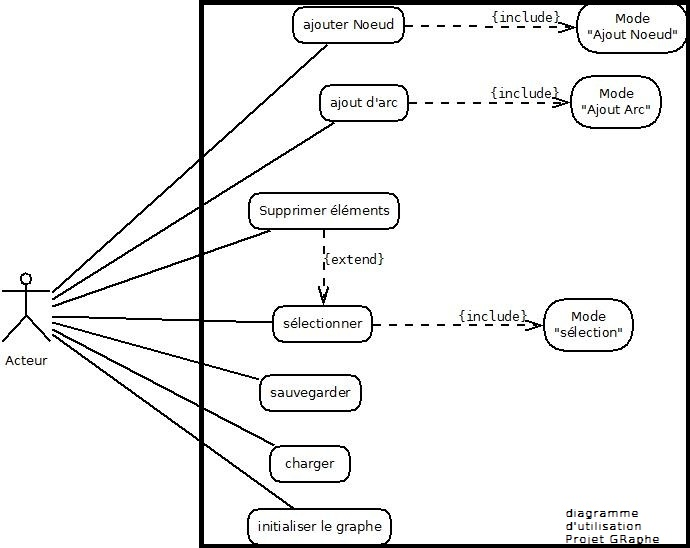 ajouter Noeud
{include}
Mode
"Ajout Noeud"
ajout d'arc
{include}
Mode
"Ajout Arc"
Supprimer éléments
{extend}
sélectionner
{include}
Mode
"sélection"
Acteur
sauvegarder
charger
initialiser le graphe
diagramme
d'utilisation
Projet GRaphe